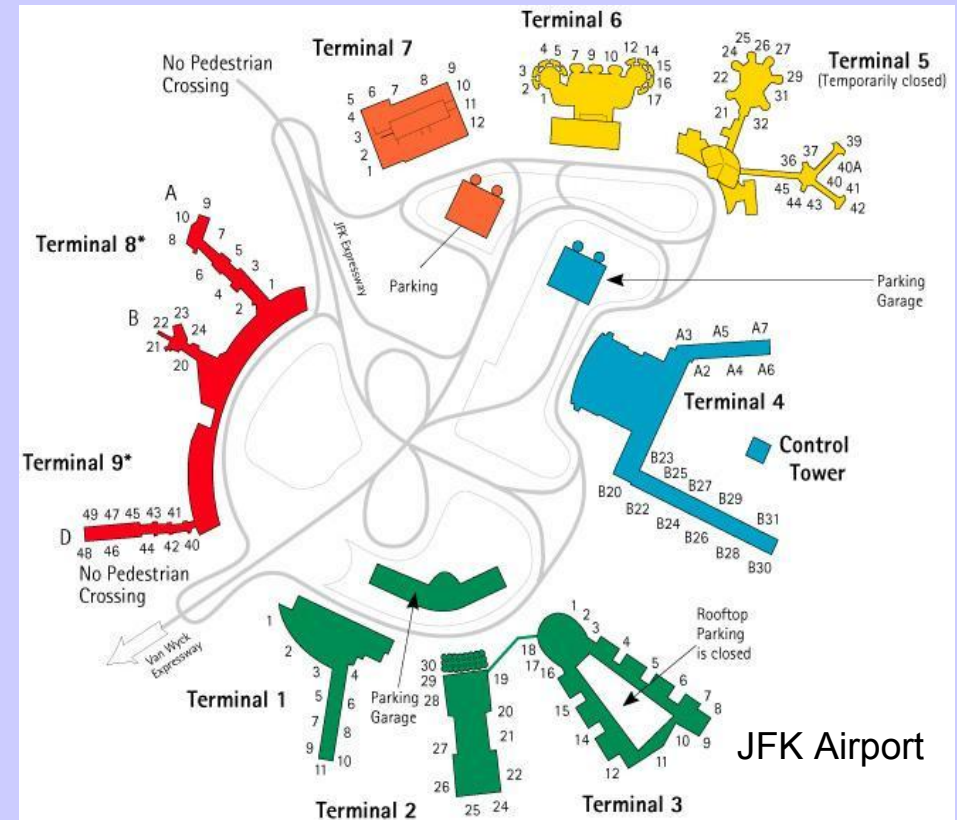 Terminal 6
Terminal 7
No Pedestrian
Crossing
5 6 7 8 9
4 10
3 11
2 12
1
4 5 7 9 10 12 14
3 15
2 16
1 17
25
24 26 27
22 29
21 31
32
Terminal 5
(Temporarily closed)
39
37
36 40A
45 40 41
44 43 42
A
10 9
8 7
5
6 3
4 1
2
Terminal 8*
JFK Expressway
Parking
Parking
Garage
B
22 23
21 24
20
A3 A5 A7
A2 A4 A6
Terminal 4
Control
Tower
Terminal 9*
B23
B25
B20 B27
B22 B29
B24 B31
B26
B28
B30
49 47 45 43 41
D
48 46 44 42 40
No Pedestrian
Crossing
Van Wyck
Expressway
1
2
3 4
5 6
7 8
9 10
11
Terminal 1
Parking
Garage
30
29 19
28 20
27 21
26 22
25 24
Terminal 2
1
2
18 3
17 4
16 5
15 6
14 7
8
12 11 10 9
Rooftop
Parking
is closed
Terminal 3
JFK Airport